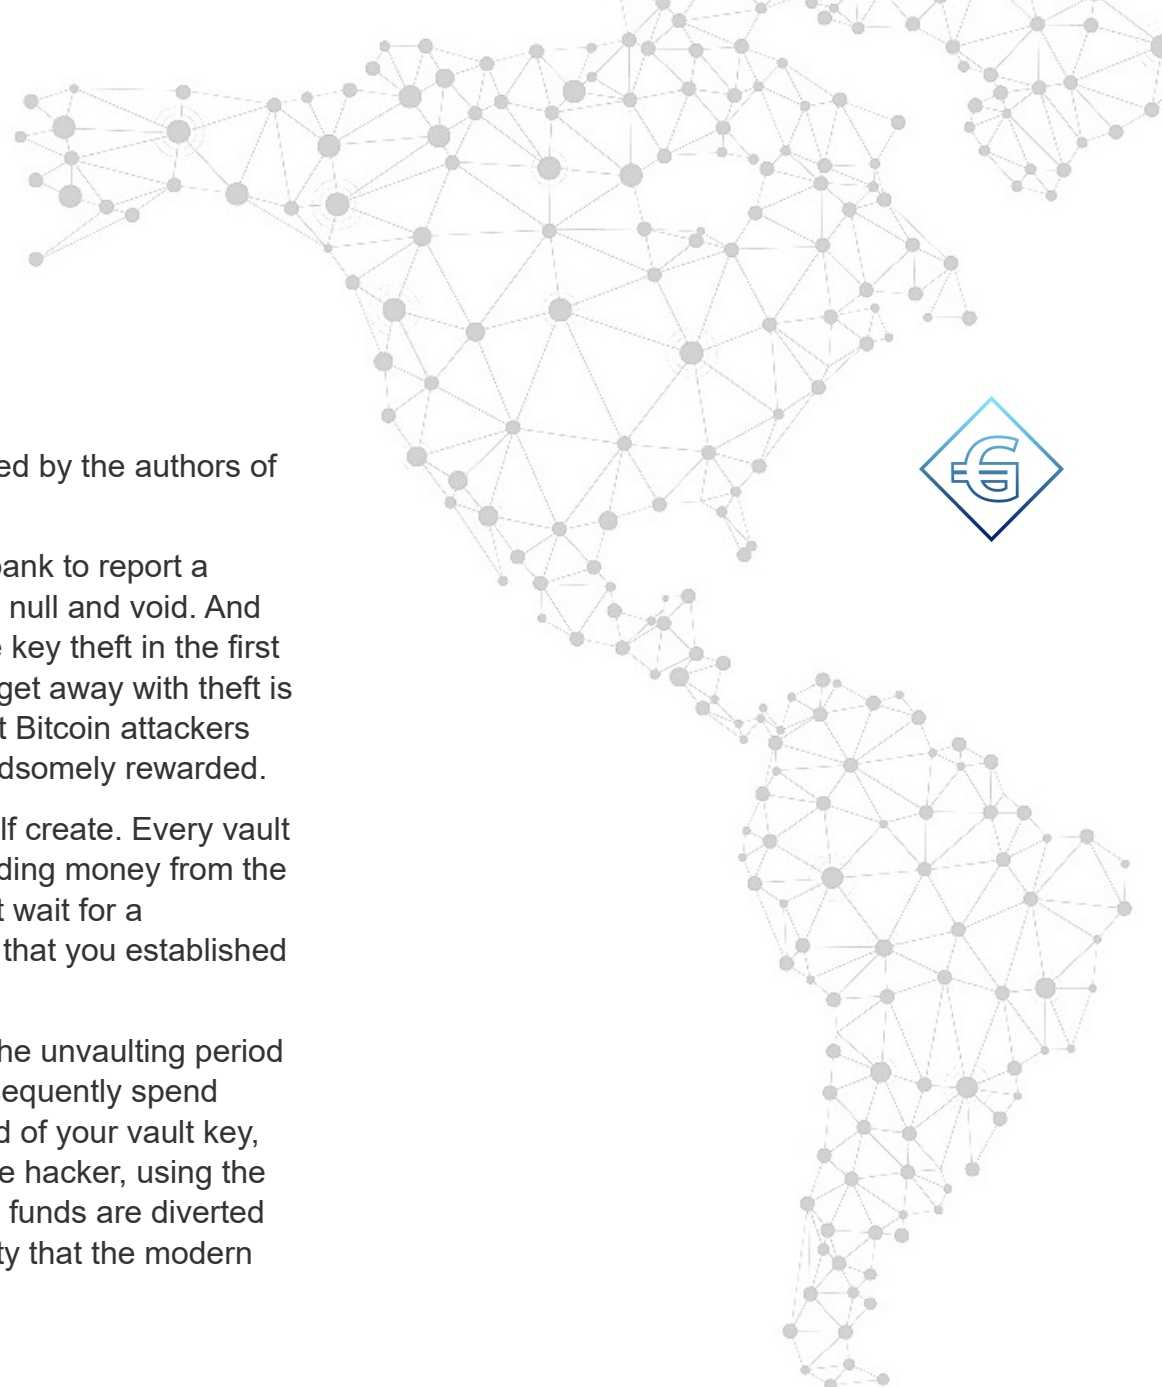 ed by the authors of
bank to report a
null and void. And
key theft in the first
get away with theft is
t Bitcoin attackers
dsomely rewarded.
lf create. Every vault
ding money from the
t wait for a
that you established
he unvaulting period
sequently spend
d of your vault key,
e hacker, using the
funds are diverted
ty that the modern